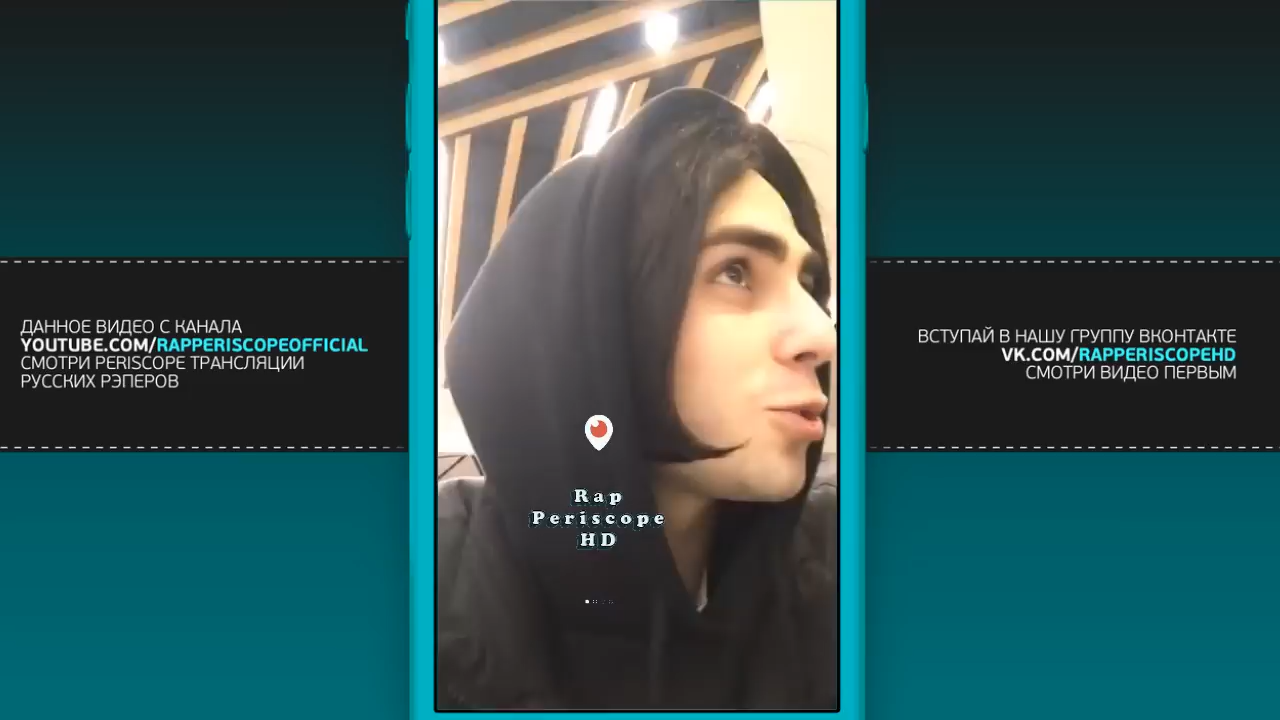 ДАННОЕ ВИДЕО С КАНАЛА
YOUTUBE.COM/RAPPERISCOPEOFFICIAL
СМОТРИ PERISCOPE ТРАНСЛЯЦИИ
РУССКИХ РЭПЕРОВ
Rap
Periscope
HD
ВСТУПАЙ В НАШУ ГРУППУ ВКОНТАКТЕ
VK.COM/RAPPERISCOPEHD
СМОТРИ ВИДЕО ПЕРВЫМ